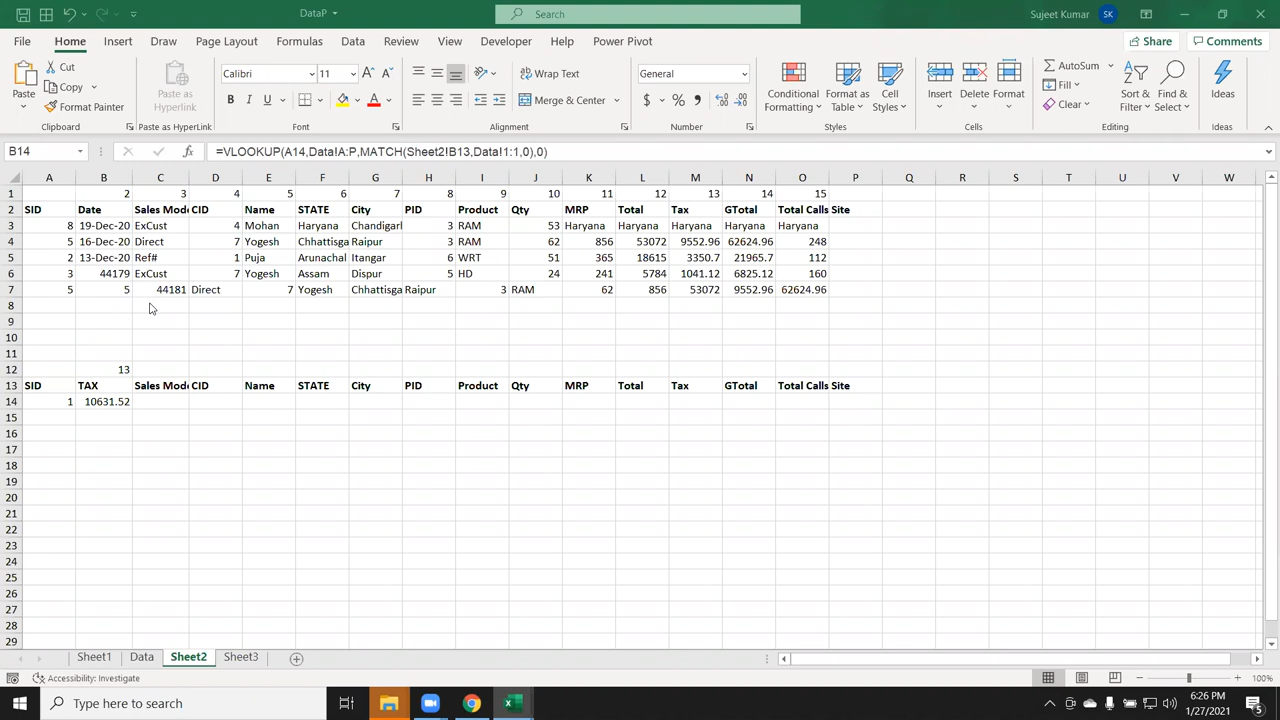 DataP
Search
Sujeet Kumar SK
File Home Insert Draw Page Layout Formulas Data Review View Developer Help Power Pivot Share Comments
Paste Cut Copy Format Painter
Paste as Hyperlink
Calibri 11
B I U
Wrap Text
Merge & Center
General
$ % ,
Conditional Formatting Format as Table Cell Styles
Insert Delete Format
AutoSum Fill Clear
Sort & Filter Find & Select
Ideas
Clipboard Paste as HyperLink Font Alignment Number Styles Cells Editing Ideas
B14 fx =VLOOKUP(A14,Data!A:P,MATCH(Sheet2!B13,Data!1:1,0),0)
A B C D E F G H I J K L M N O P Q R S T U V W
1 2 3 4 5 6 7 8 9 10 11 12 13 14 15
2 SID Date Sales Mode CID Name STATE City PID Product Qty MRP Total Tax GTotal Total Calls Site
3 8 19-Dec-20 ExCust 4 Mohan Haryana Chandigarl 3 RAM 53 Haryana Haryana Haryana Haryana Haryana
4 5 16-Dec-20 Direct 7 Yogesh Chhattisga Raipur 3 RAM 62 856 53072 9552.96 62624.96 248
5 2 13-Dec-20 Ref# 1 Puja Arunachal Itangar 6 WRT 51 365 18615 3350.7 21965.7 112
6 3 44179 ExCust 7 Yogesh Assam Dispur 5 HD 24 241 5784 1041.12 6825.12 160
7 5 5 44181 Direct 7 Yogesh Chhattisga Raipur 3 RAM 62 856 53072 9552.96 62624.96
8
9
10
11
12 13
13 SID TAX Sales Mode CID Name STATE City PID Product Qty MRP Total Tax GTotal Total Calls Site
14 1 10631.52
15
16
17
18
19
20
21
22
23
24
25
26
27
28
29
Sheet1 Data Sheet2 Sheet3
Accessibility: Investigate 100%
Type here to search
6:26 PM
1/27/2021